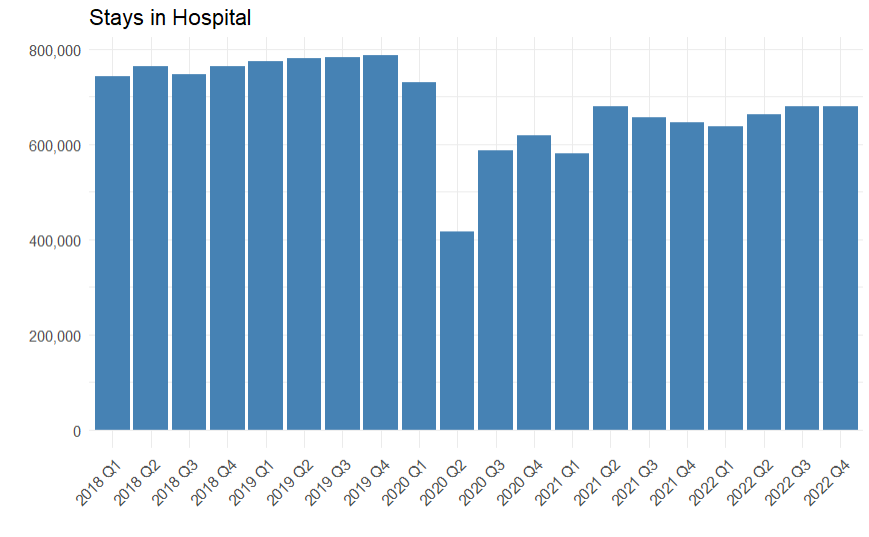 Stays in Hospital
800,000
600,000
400,000
200,000
0
2018 Q1
2018 Q2
2018 Q3
2018 Q4
2019 Q1
2019 Q2
2019 Q3
2019 Q4
2020 Q1
2020 Q2
2020 Q3
2020 Q4
2021 Q1
2021 Q2
2021 Q3
2021 Q4
2022 Q1
2022 Q2
2022 Q3
2022 Q4